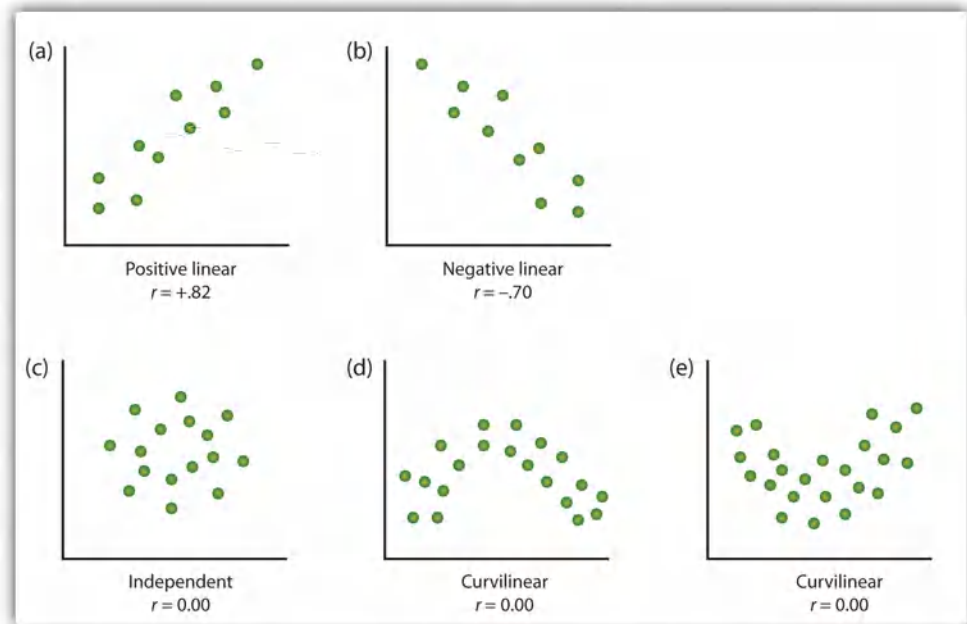 (a)
Positive linear
r = +.82
(b)
Negative linear
r = –.70
(c)
Independent
r = 0.00
(d)
Curvilinear
r = 0.00
(e)
Curvilinear
r = 0.00